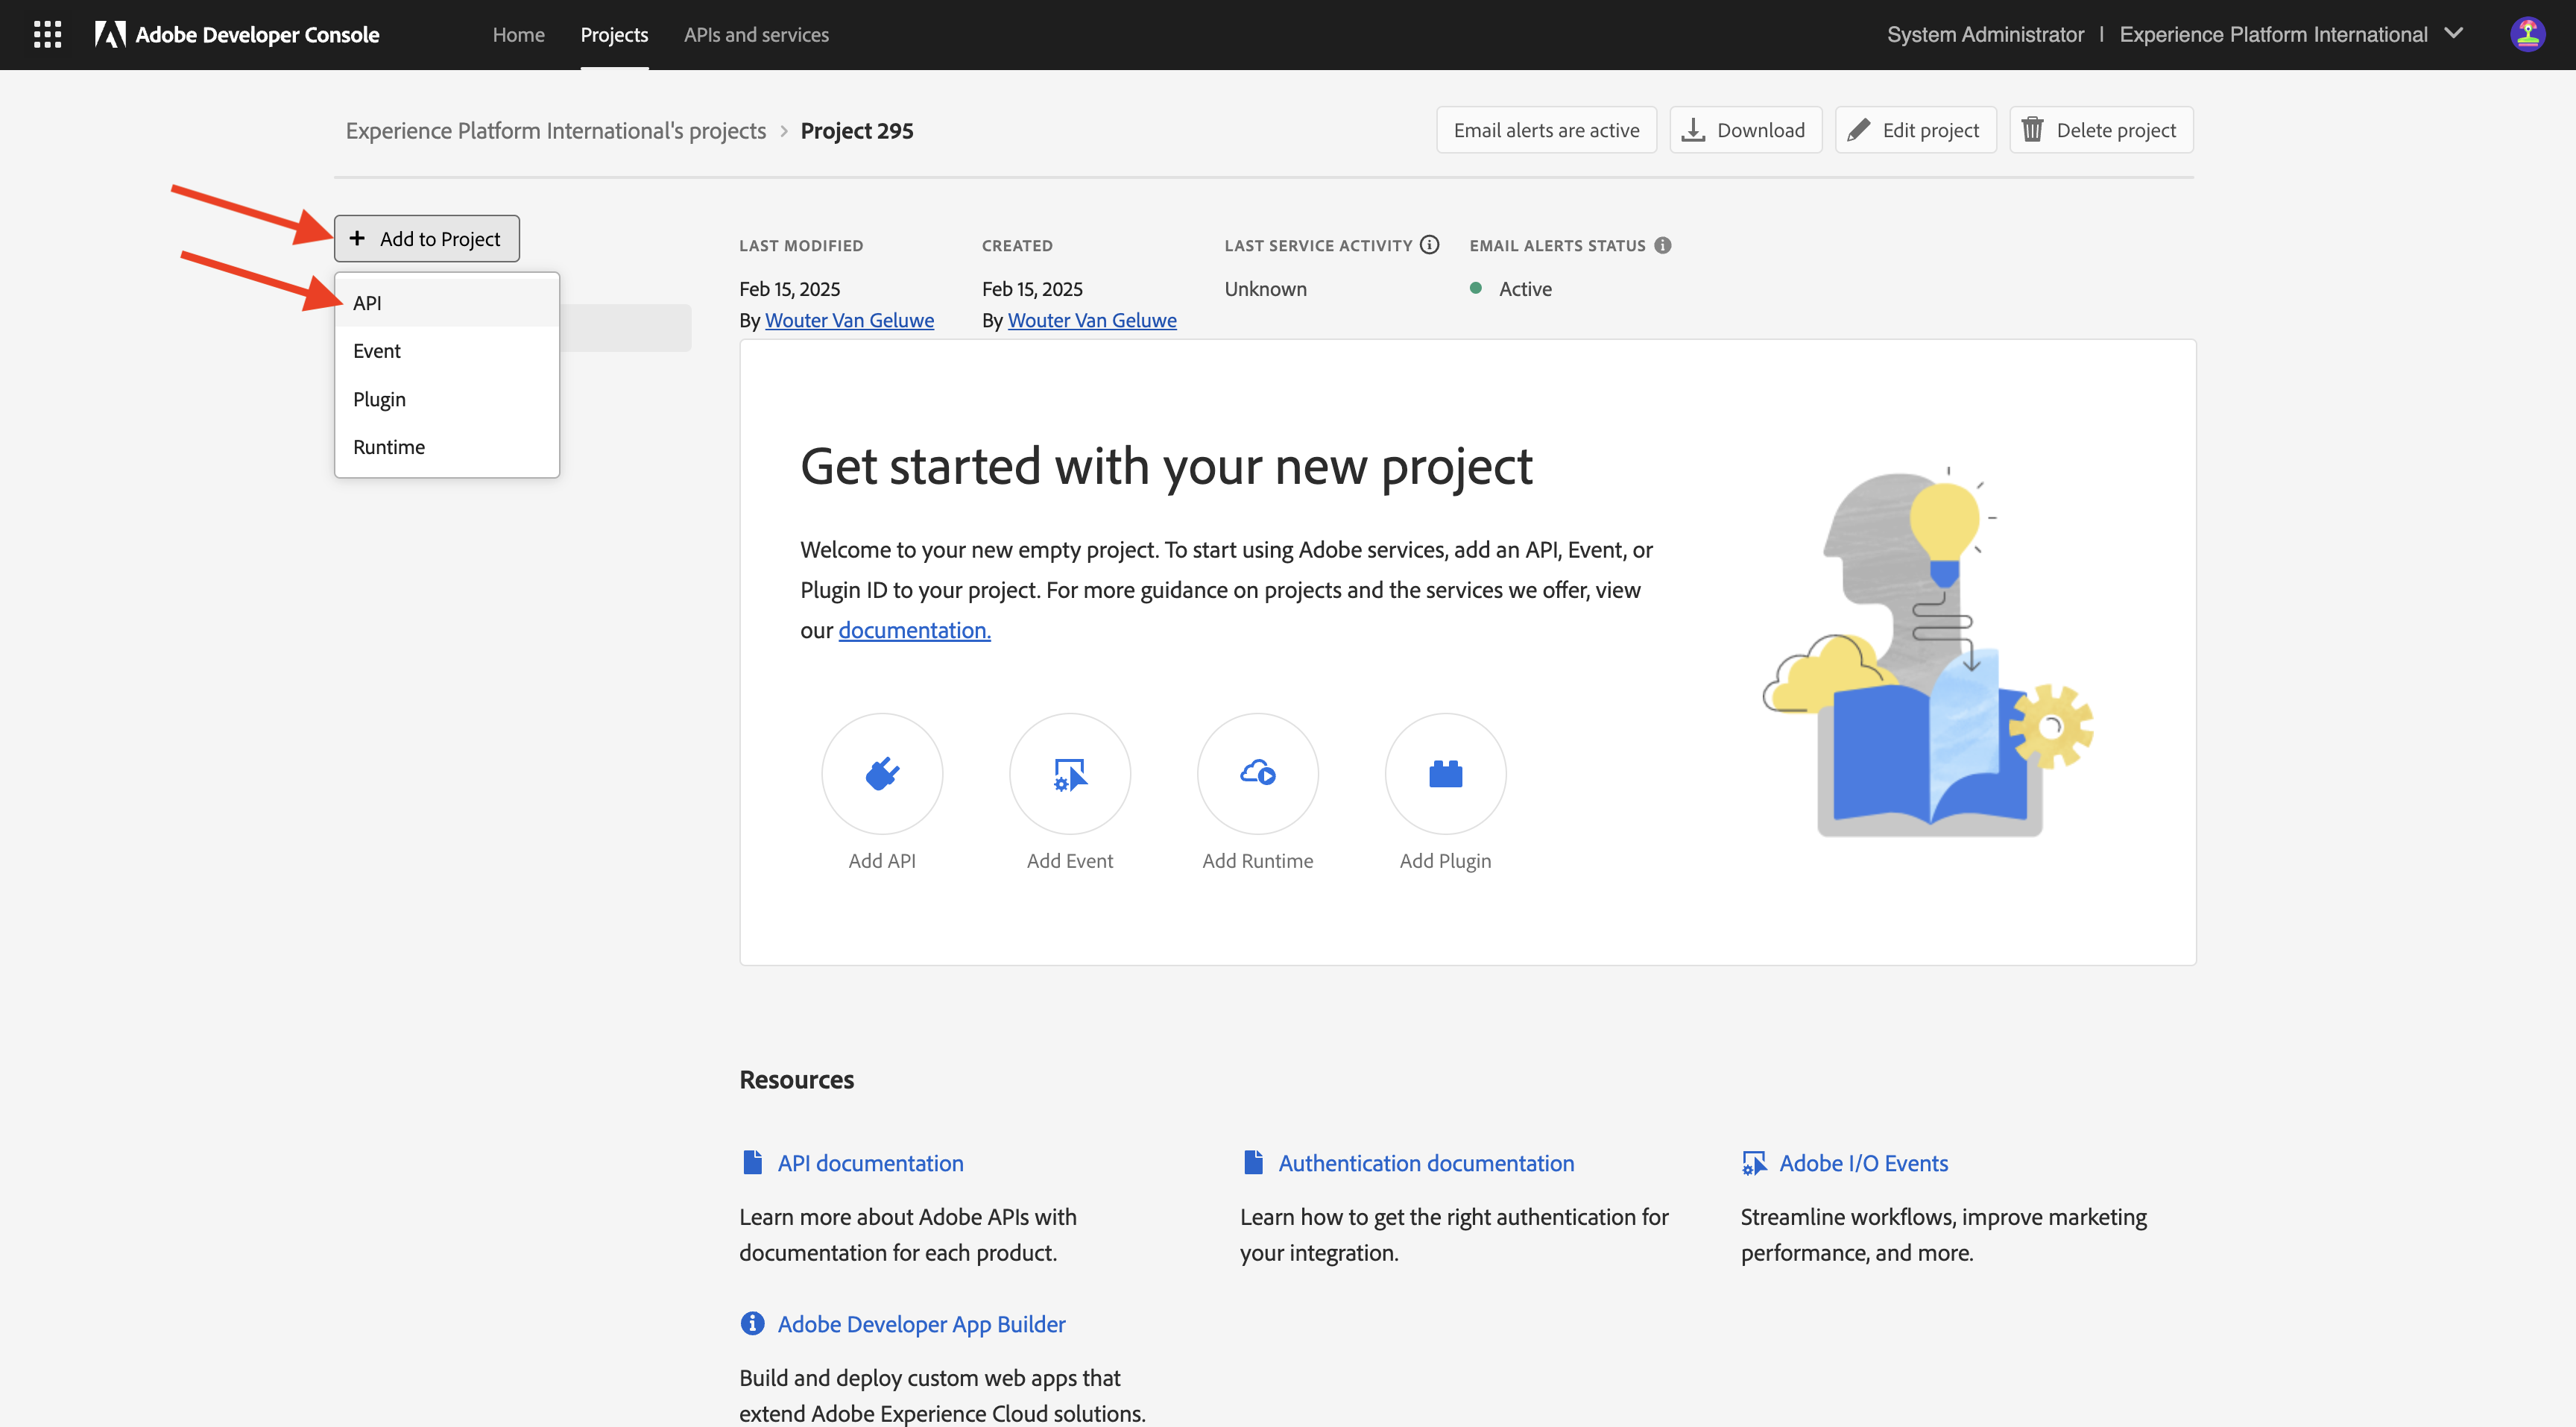 Adobe Developer Console
Home
Projects
APIs and services
System Administrator | Experience Platform International
Experience Platform International's projects > Project 295
Email alerts are active
Download
Edit project
Delete project
+ Add to Project
API
Event
Plugin
Runtime
LAST MODIFIED
Feb 15, 2025
By Wouter Van Geluwe
CREATED
Feb 15, 2025
By Wouter Van Geluwe
LAST SERVICE ACTIVITY
Unknown
EMAIL ALERTS STATUS
Active
Get started with your new project
Welcome to your new empty project. To start using Adobe services, add an API, Event, or
Plugin ID to your project. For more guidance on projects and the services we offer, view
our documentation.
Add API
Add Event
Add Runtime
Add Plugin
Resources
API documentation
Learn more about Adobe APIs with
documentation for each product.
Authentication documentation
Learn how to get the right authentication for
your integration.
Adobe I/O Events
Streamline workflows, improve marketing
performance, and more.
Adobe Developer App Builder
Build and deploy custom web apps that
extend Adobe Experience Cloud solutions.